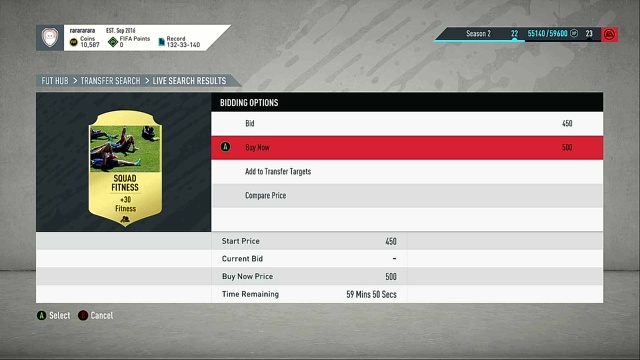 rarararara EST. Sep 2016
Coins 10,587
FIFA Points 0
Record 132-33-140
Season 2 22 55140/59600 SP 23
FUT HUB > TRANSFER SEARCH > LIVE SEARCH RESULTS
BIDDING OPTIONS
Bid 450
A Buy Now 500
Add to Transfer Targets
Compare Price
SQUAD
FITNESS
+30
Fitness
Start Price 450
Current Bid -
Buy Now Price 500
Time Remaining 59 Mins 50 Secs
A Select Cancel